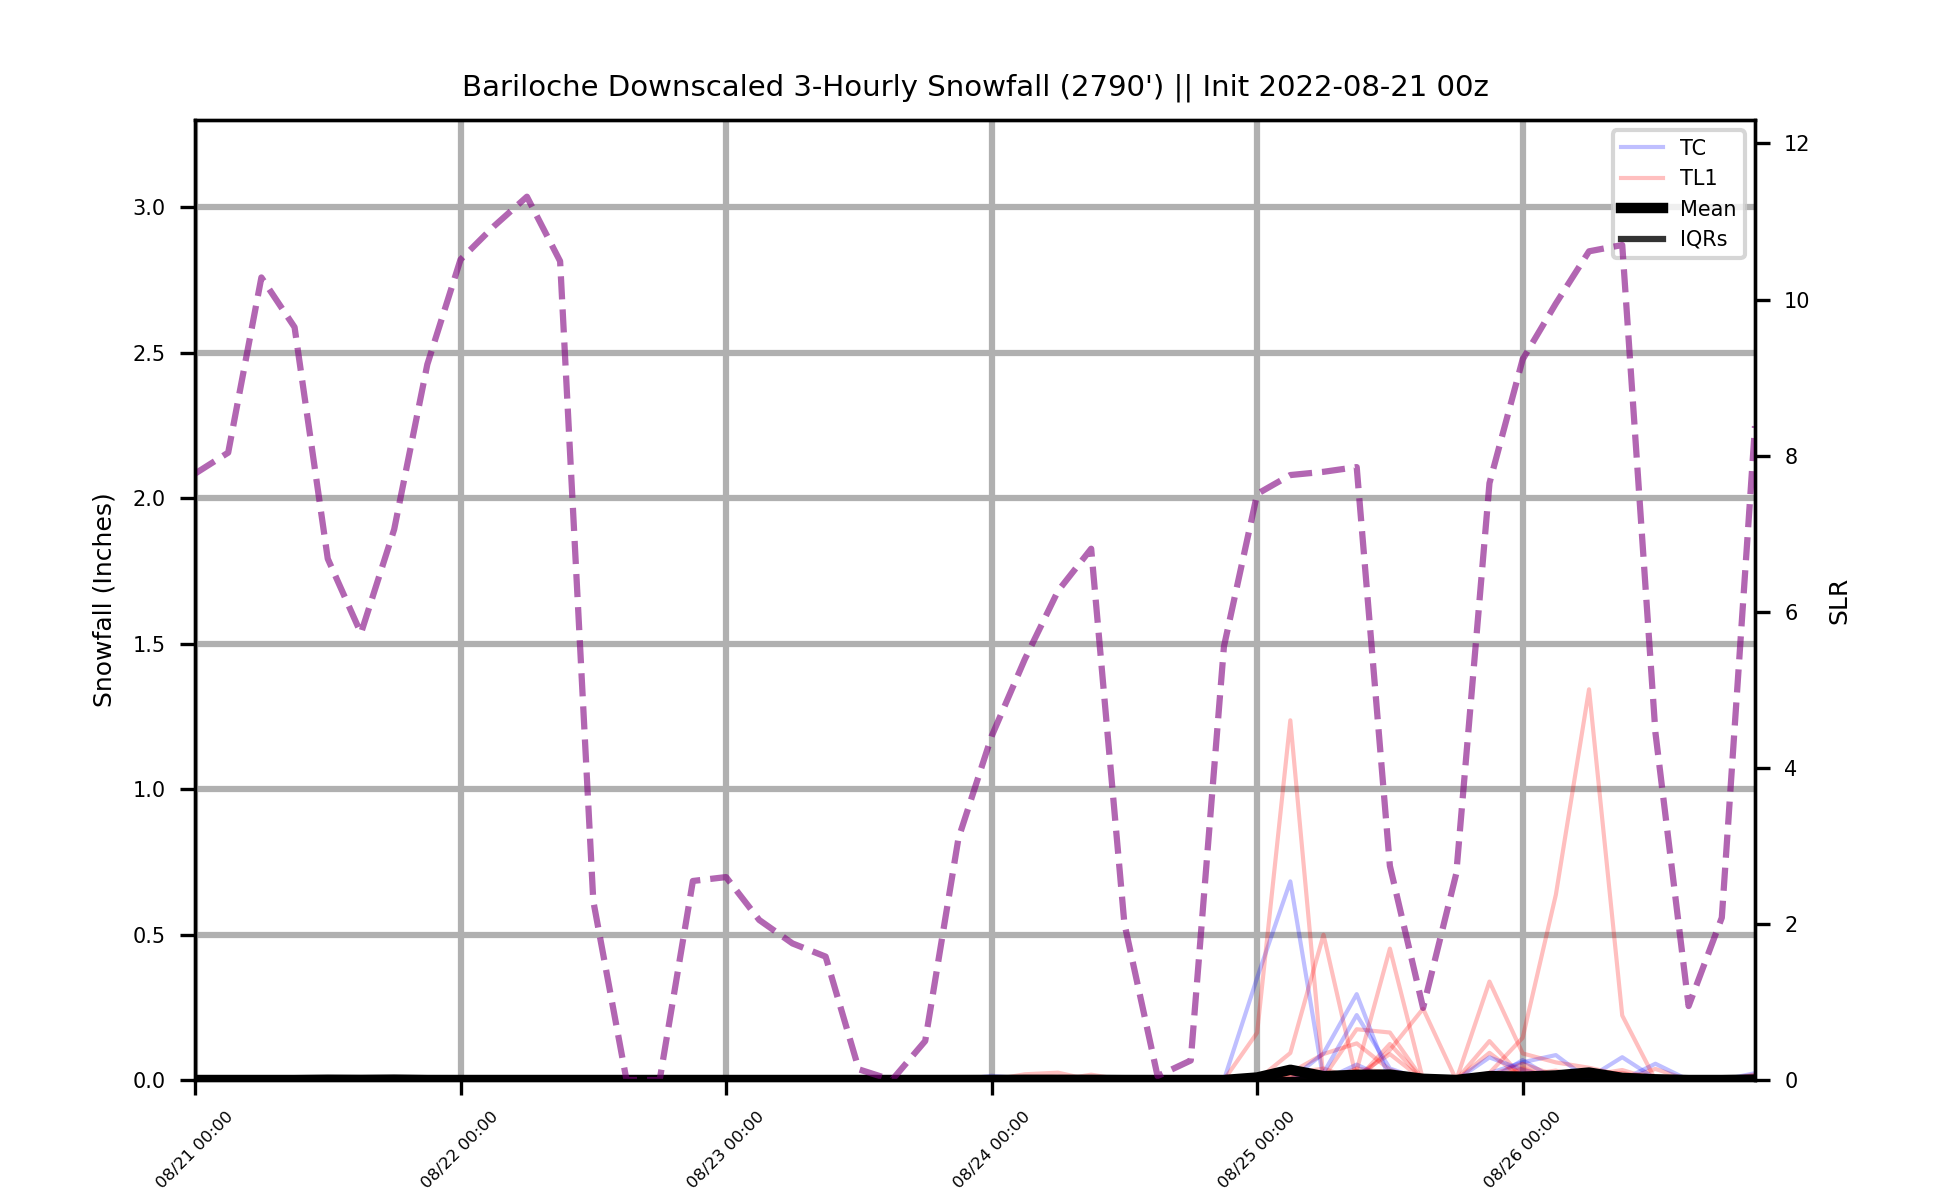 Bariloche Downscaled 3-Hourly Snowfall (2790') || Init 2022-08-21 00z
TC
TL1
Mean
IQRs
Snowfall (Inches)
3.0
2.5
2.0
1.5
1.0
0.5
0.0
12
10
8
6
4
2
0
SLR
08/21 00:00
08/22 00:00
08/23 00:00
08/24 00:00
08/25 00:00
08/26 00:00